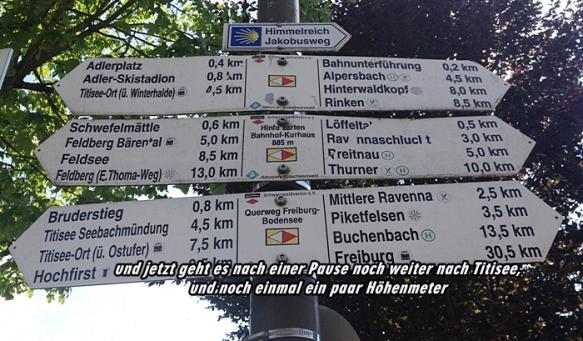 Himmelreich
Jakobusweg
Adlerplatz 0,4 km
Adler-Skistadion 0,8 km
Titisee-Ort (ü. Winterhalde) 4,5 km
Schwarzwaldverein e.V.
Bahnunterführung 0,2 km
Alpersbach H 4,5 km
Hinterwaldkopf 8,0 km
Rinken 8,5 km
Schwefelmättle 0,6 km
Feldberg Bärental 5,0 km
Feldsee 8,5 km
Feldberg (E.Thoma-Weg) 13,0 km
Schwarzwaldverein e.V.
Hinterzarten
Bahnhof-Kurhaus
885 m
Naturpark Südschwarzwald
0,5 km
Ravennaschlucht 3,0 km
Breitnau 5,0 km
Thurner H 10,0 km
Bruderstieg 0,8 km
Titisee Seebachmündung 4,5 km
Titisee-Ort (ü. Ostufer) 7,5 km
Hochfirst
Schwarzwaldverein e.V.
Querweg Freiburg-
Bodensee
Mittlere Ravenna 2,5 km
Piketfelsen 3,5 km
Buchenbach H 13,5 km
Freiburg 30,5 km
und jetzt geht es nach einer Pause noch weiter nach Titisee,
und noch einmal ein paar Höhenmeter